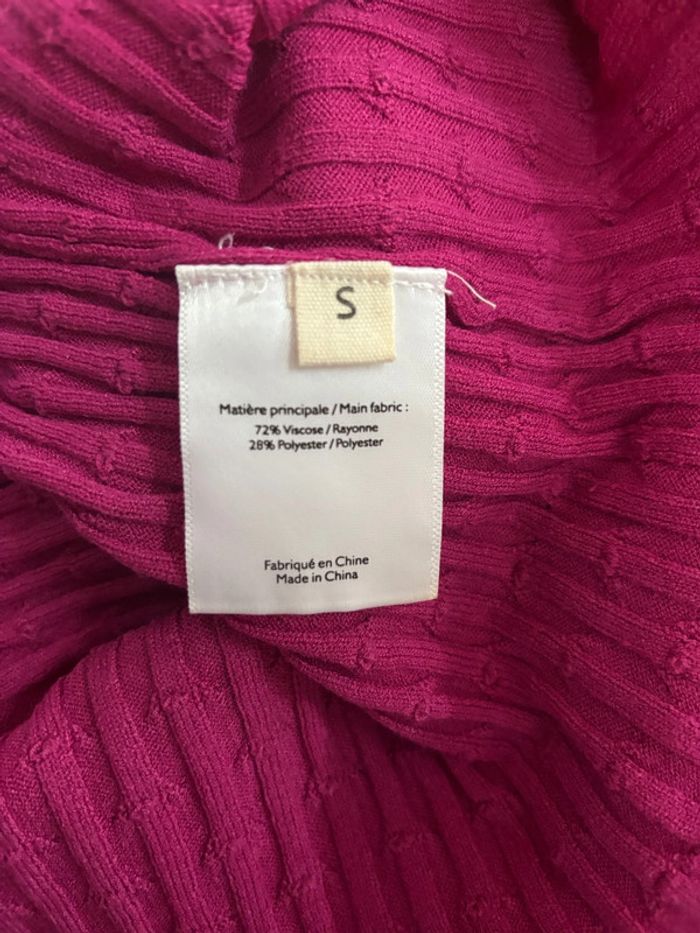 S
Matière principale / Main fabric :
72% Viscose / Rayonne
28% Polyester / Polyester
Fabriqué en Chine
Made in China